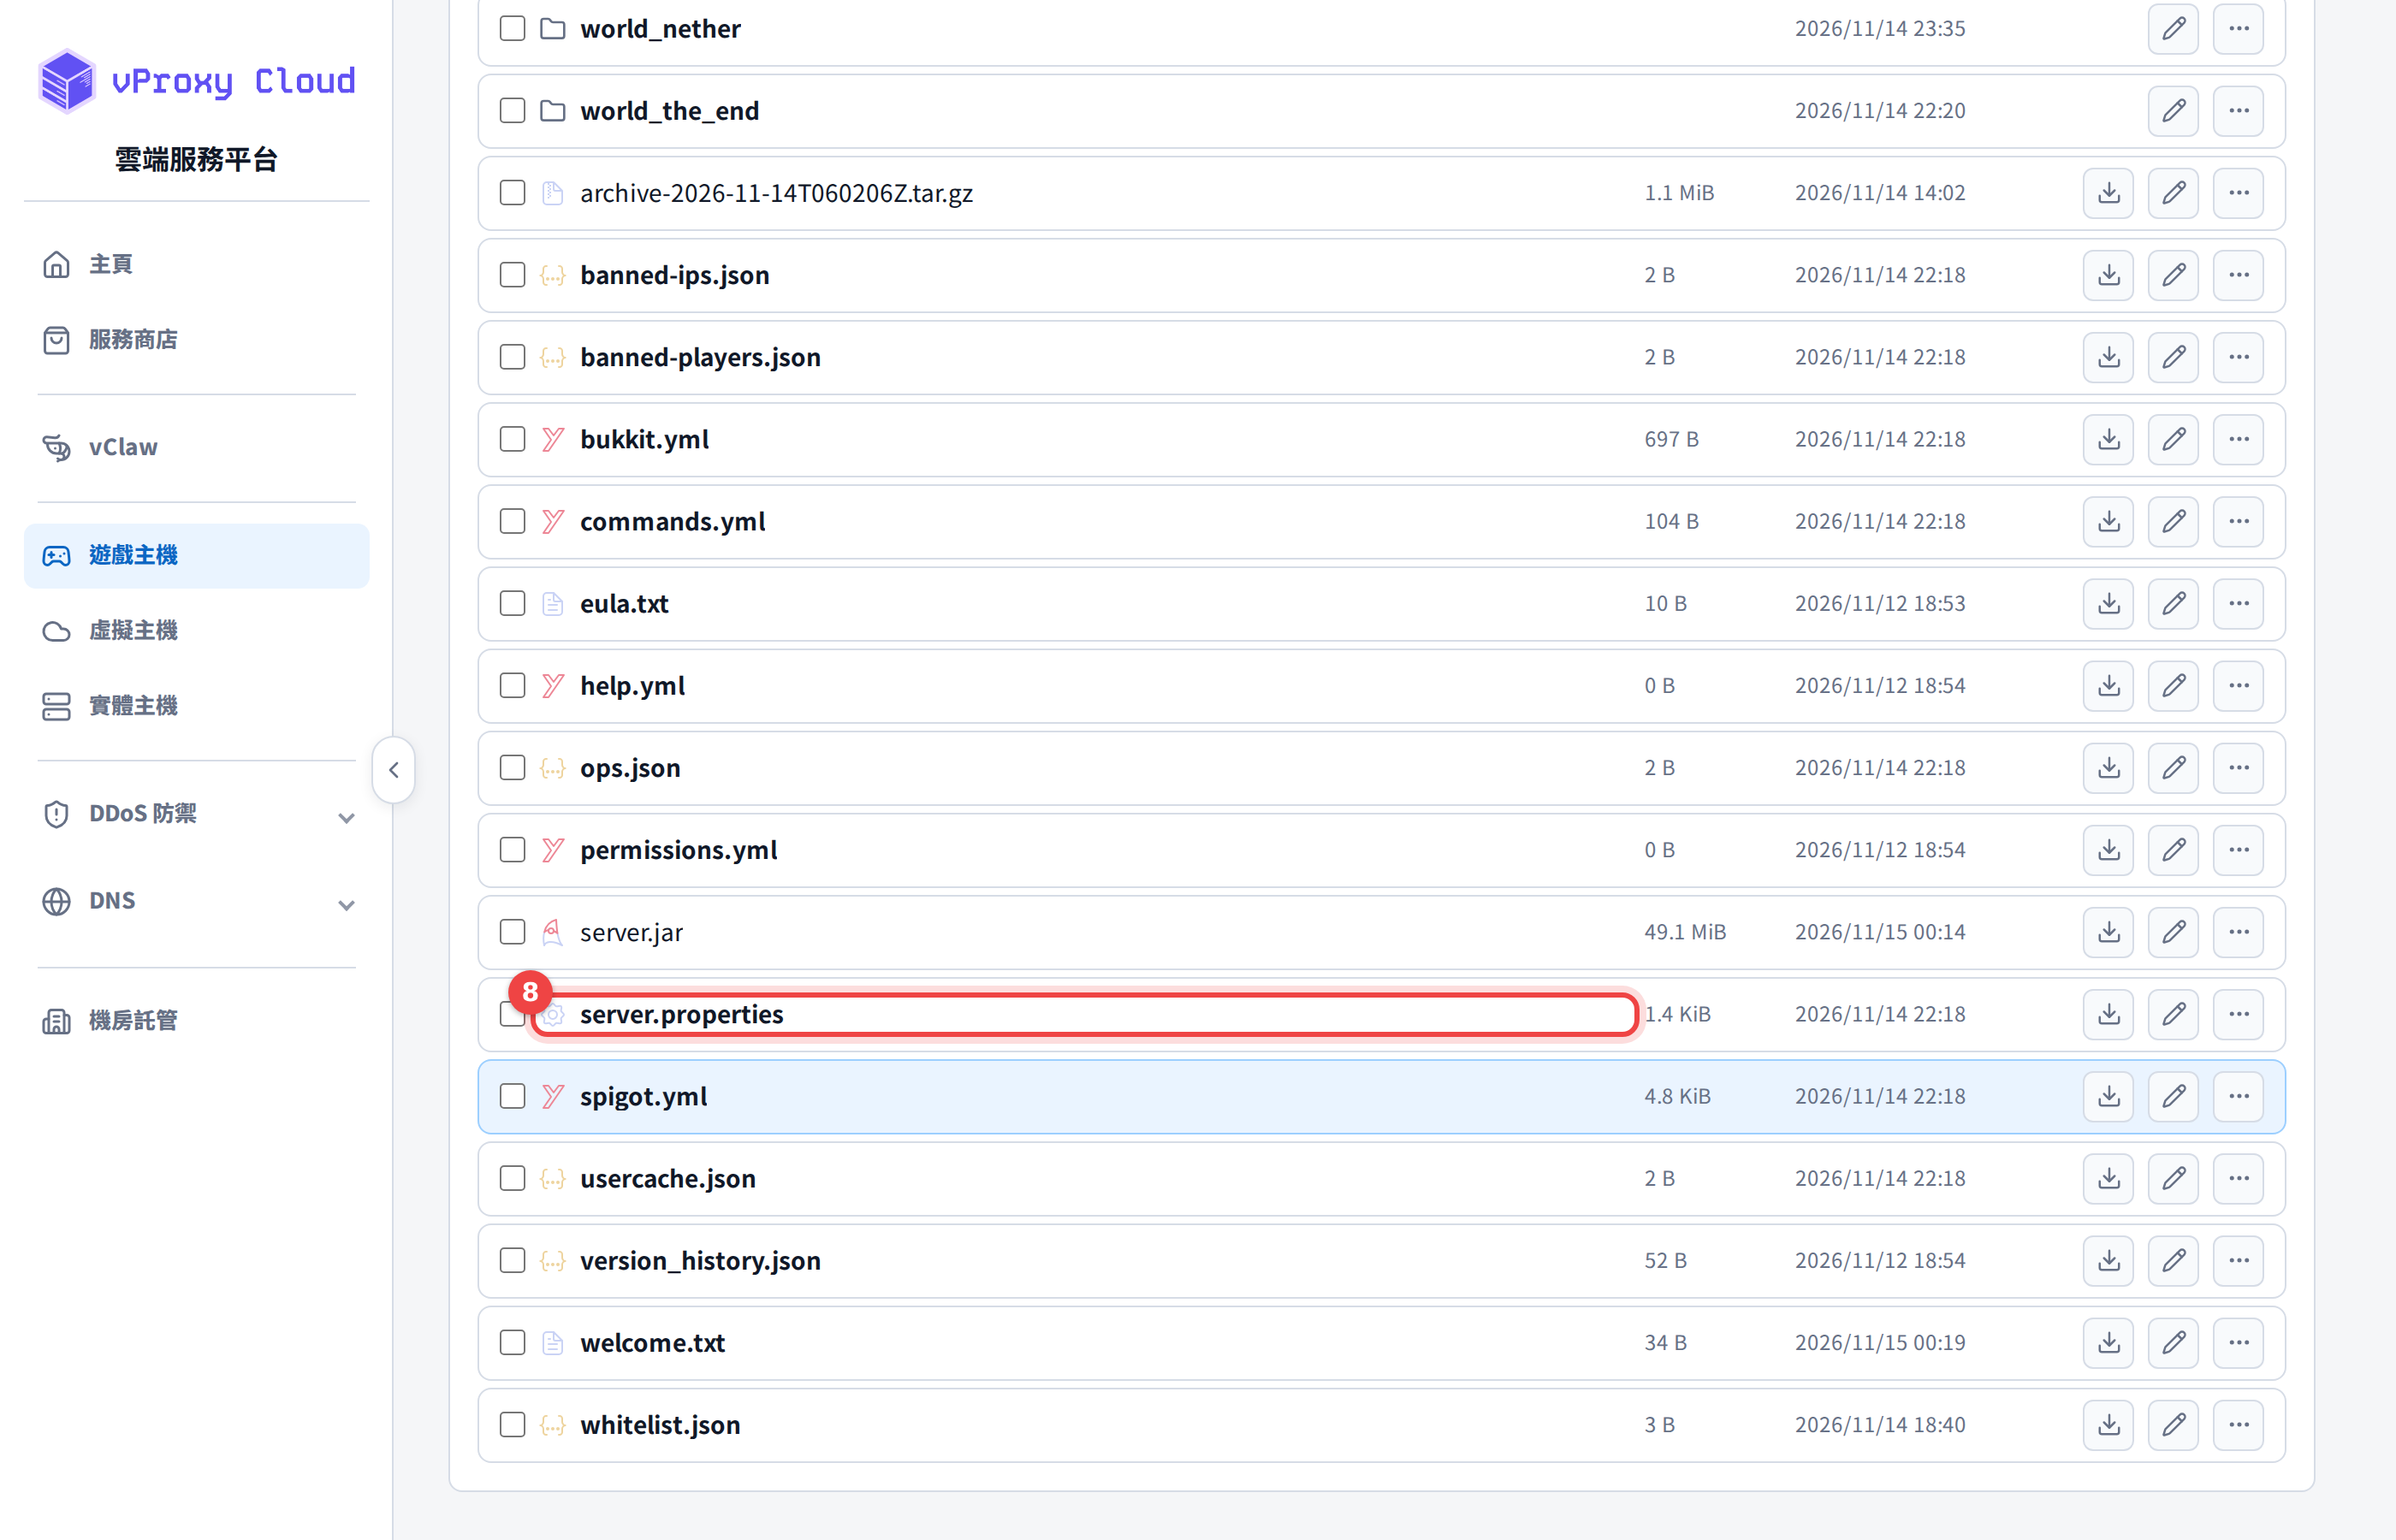 vProxy Cloud
雲端服務平台
主頁
服務商店
vClaw
遊戲主機
虛擬主機
實體主機
DDoS 防禦
DNS
機房託管
world_nether 2026/11/14 23:35
world_the_end 2026/11/14 22:20
archive-2026-11-14T060206Z.tar.gz 1.1 MiB 2026/11/14 14:02
banned-ips.json 2 B 2026/11/14 22:18
banned-players.json 2 B 2026/11/14 22:18
bukkit.yml 697 B 2026/11/14 22:18
commands.yml 104 B 2026/11/14 22:18
eula.txt 10 B 2026/11/12 18:53
help.yml 0 B 2026/11/12 18:54
ops.json 2 B 2026/11/14 22:18
permissions.yml 0 B 2026/11/12 18:54
server.jar 49.1 MiB 2026/11/15 00:14
8
server.properties 1.4 KiB 2026/11/14 22:18
spigot.yml 4.8 KiB 2026/11/14 22:18
usercache.json 2 B 2026/11/14 22:18
version_history.json 52 B 2026/11/12 18:54
welcome.txt 34 B 2026/11/15 00:19
whitelist.json 3 B 2026/11/14 18:40